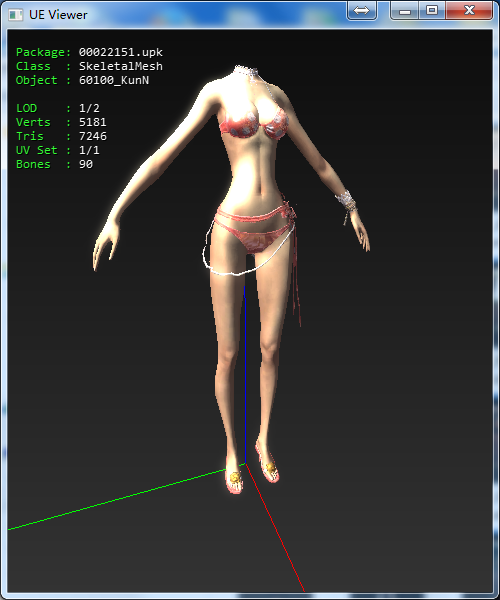 UE Viewer
Package: 00022151.upk
Class : SkeletalMesh
Object : 60100_KunN
LOD : 1/2
Verts : 5181
Tris : 7246
UV Set : 1/1
Bones : 90